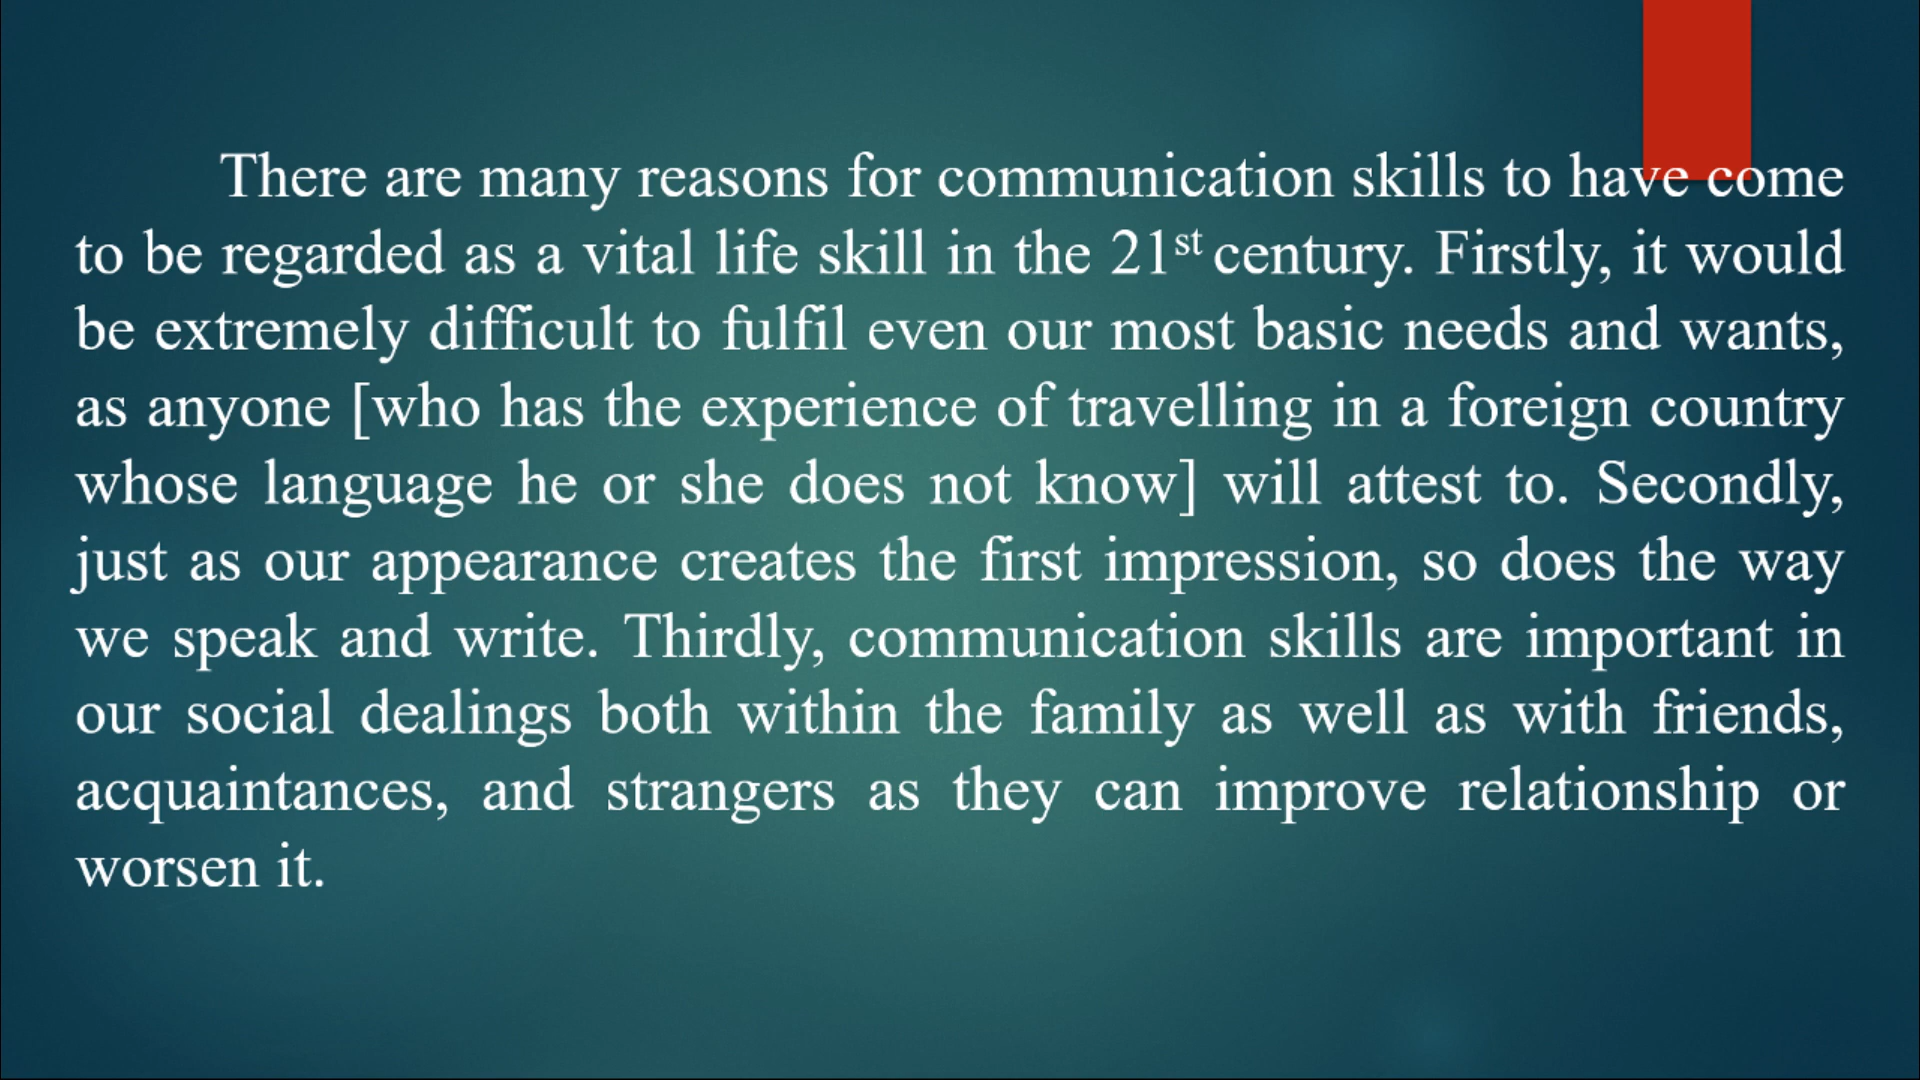 There are many reasons for communication skills to have come
to be regarded as a vital life skill in the 21st century. Firstly, it would
be extremely difficult to fulfil even our most basic needs and wants,
as anyone [who has the experience of travelling in a foreign country
whose language he or she does not know] will attest to. Secondly,
just as our appearance creates the first impression, so does the way
we speak and write. Thirdly, communication skills are important in
our social dealings both within the family as well as with friends,
acquaintances, and strangers as they can improve relationship or
worsen it.